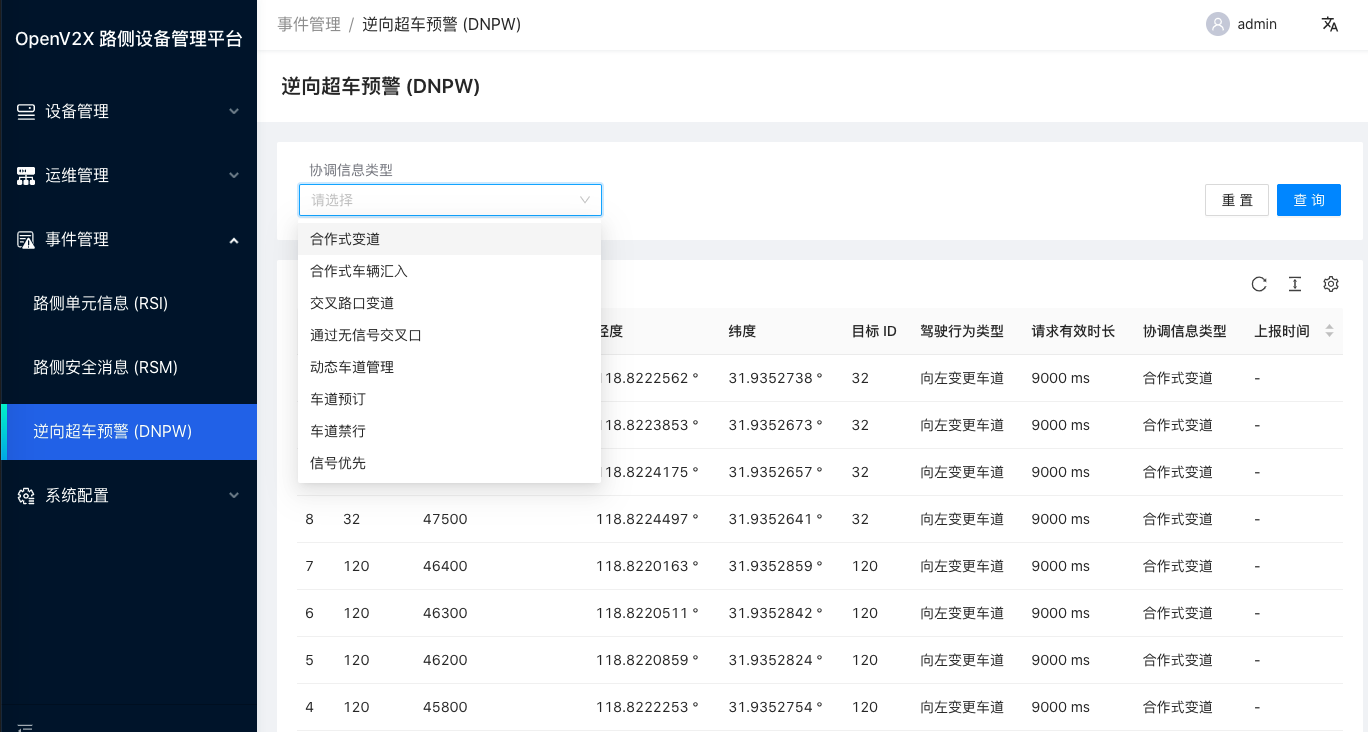 OpenV2X 路侧设备管理平台
设备管理
运维管理
事件管理
路侧单元信息 (RSI)
路侧安全消息 (RSM)
逆向超车预警 (DNPW)
系统配置
事件管理 / 逆向超车预警 (DNPW)
admin
逆向超车预警 (DNPW)
协调信息类型
请选择
重 置 查 询
合作式变道
合作式车辆汇入
交叉路口变道
通过无信号交叉口
动态车道管理
车道预订
车道禁行
信号优先
经度 纬度 目标 ID 驾驶行为类型 请求有效时长 协调信息类型 上报时间
118.8222562 ° 31.9352738 ° 32 向左变更车道 9000 ms 合作式变道 -
118.8223853 ° 31.9352673 ° 32 向左变更车道 9000 ms 合作式变道 -
118.8224175 ° 31.9352657 ° 32 向左变更车道 9000 ms 合作式变道 -
8 32 47500 118.8224497 ° 31.9352641 ° 32 向左变更车道 9000 ms 合作式变道 -
7 120 46400 118.8220163 ° 31.9352859 ° 120 向左变更车道 9000 ms 合作式变道 -
6 120 46300 118.8220511 ° 31.9352842 ° 120 向左变更车道 9000 ms 合作式变道 -
5 120 46200 118.8220859 ° 31.9352824 ° 120 向左变更车道 9000 ms 合作式变道 -
4 120 45800 118.8222253 ° 31.9352754 ° 120 向左变更车道 9000 ms 合作式变道 -